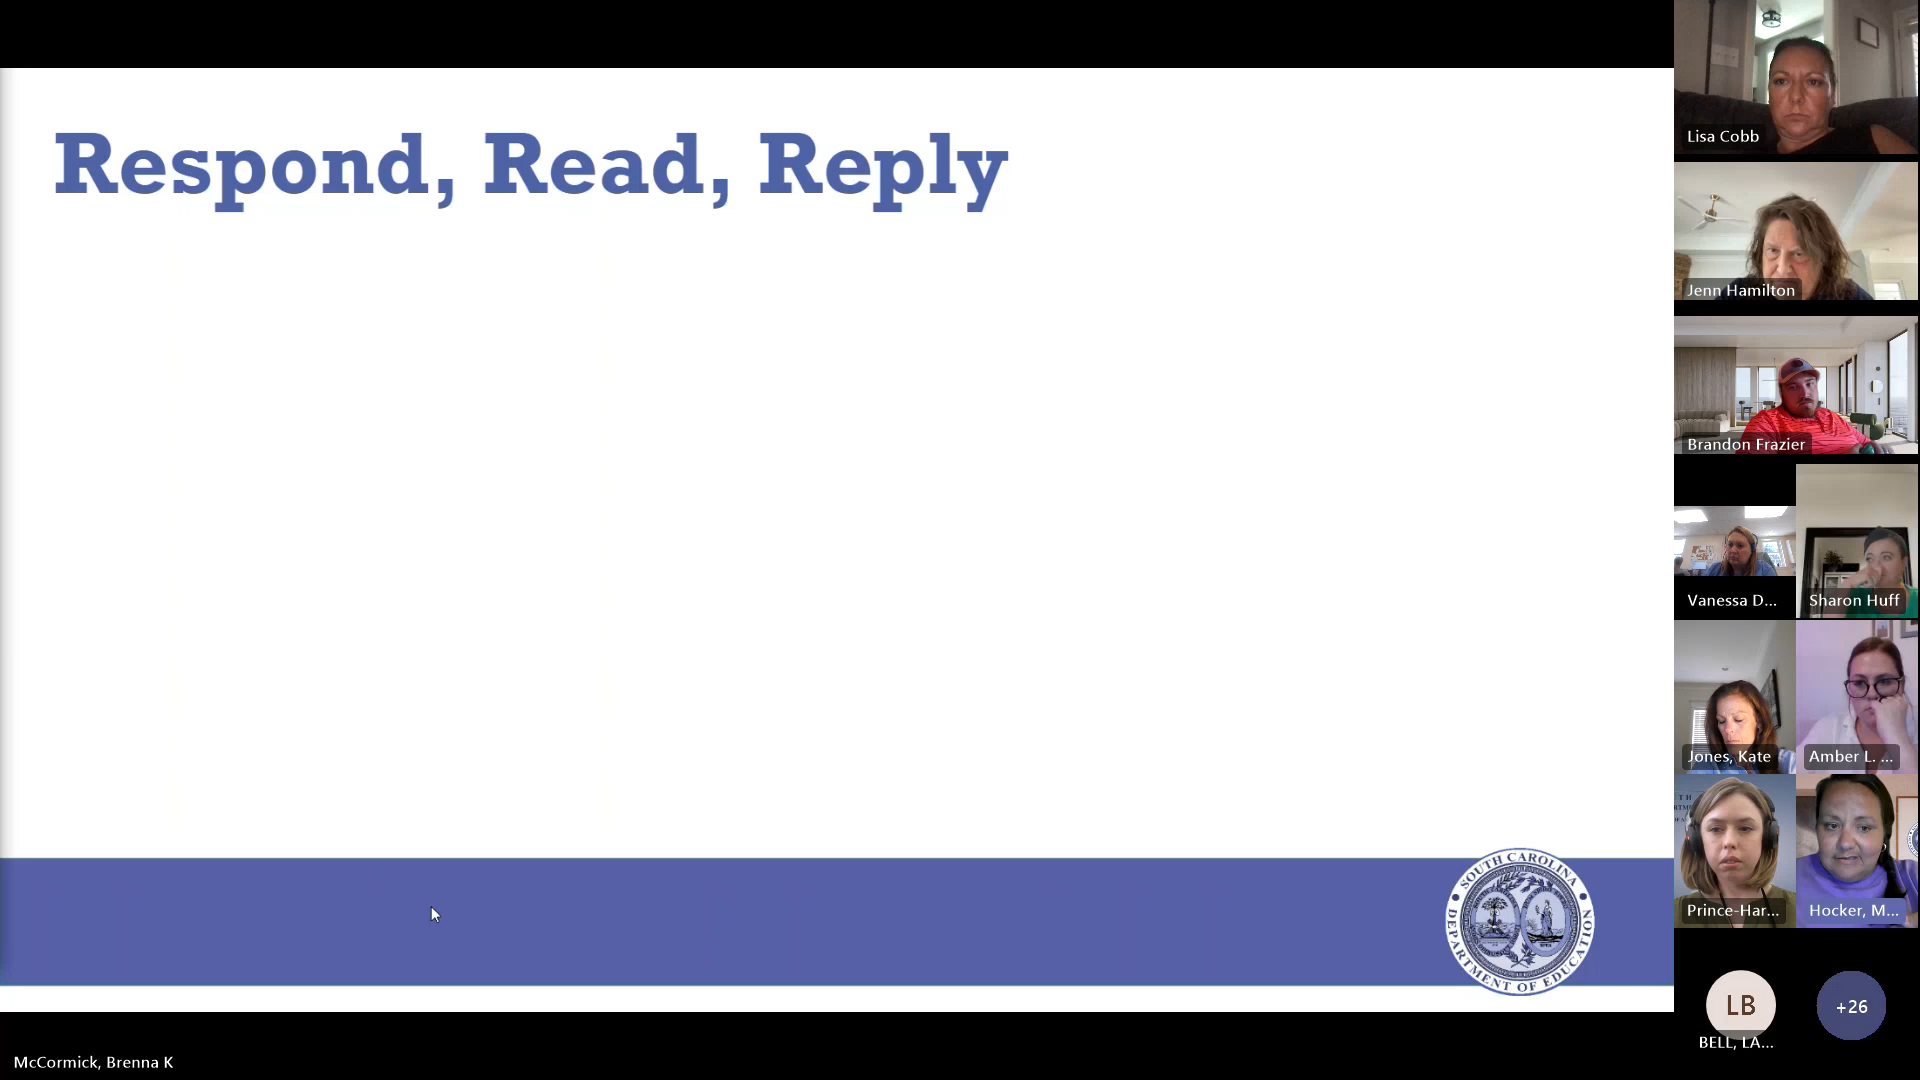 Respond, Read, Reply
SOUTH CAROLINA
DEPARTMENT OF EDUCATION
McCormick, Brenna K
Lisa Cobb
Jenn Hamilton
Brandon Frazier
Vanessa D...
Sharon Huff
Jones, Kate
Amber L. ...
Prince-Har...
Hocker, M...
LB
BELL, LA...
+26